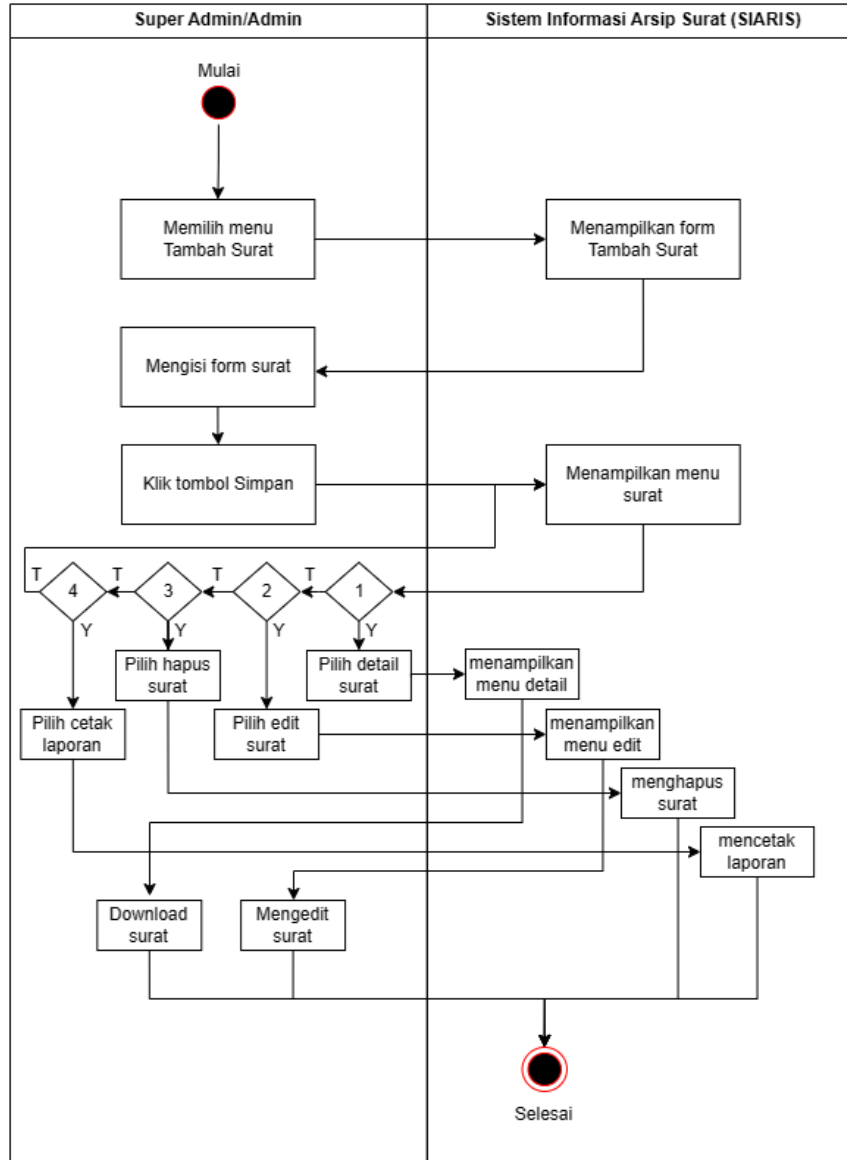 Super Admin/Admin
Sistem Informasi Arsip Surat (SIARIS)
Mulai
Memilih menu
Tambah Surat
Menampilkan form
Tambah Surat
Mengisi form surat
Klik tombol Simpan
Menampilkan menu
surat
T
4
T
3
T
2
T
1
Y
Y
Y
Y
Pilih hapus
surat
Pilih detail
surat
menampilkan
menu detail
Pilih cetak
laporan
Pilih edit
surat
menampilkan
menu edit
menghapus
surat
mencetak
laporan
Download
surat
Mengedit
surat
Selesai